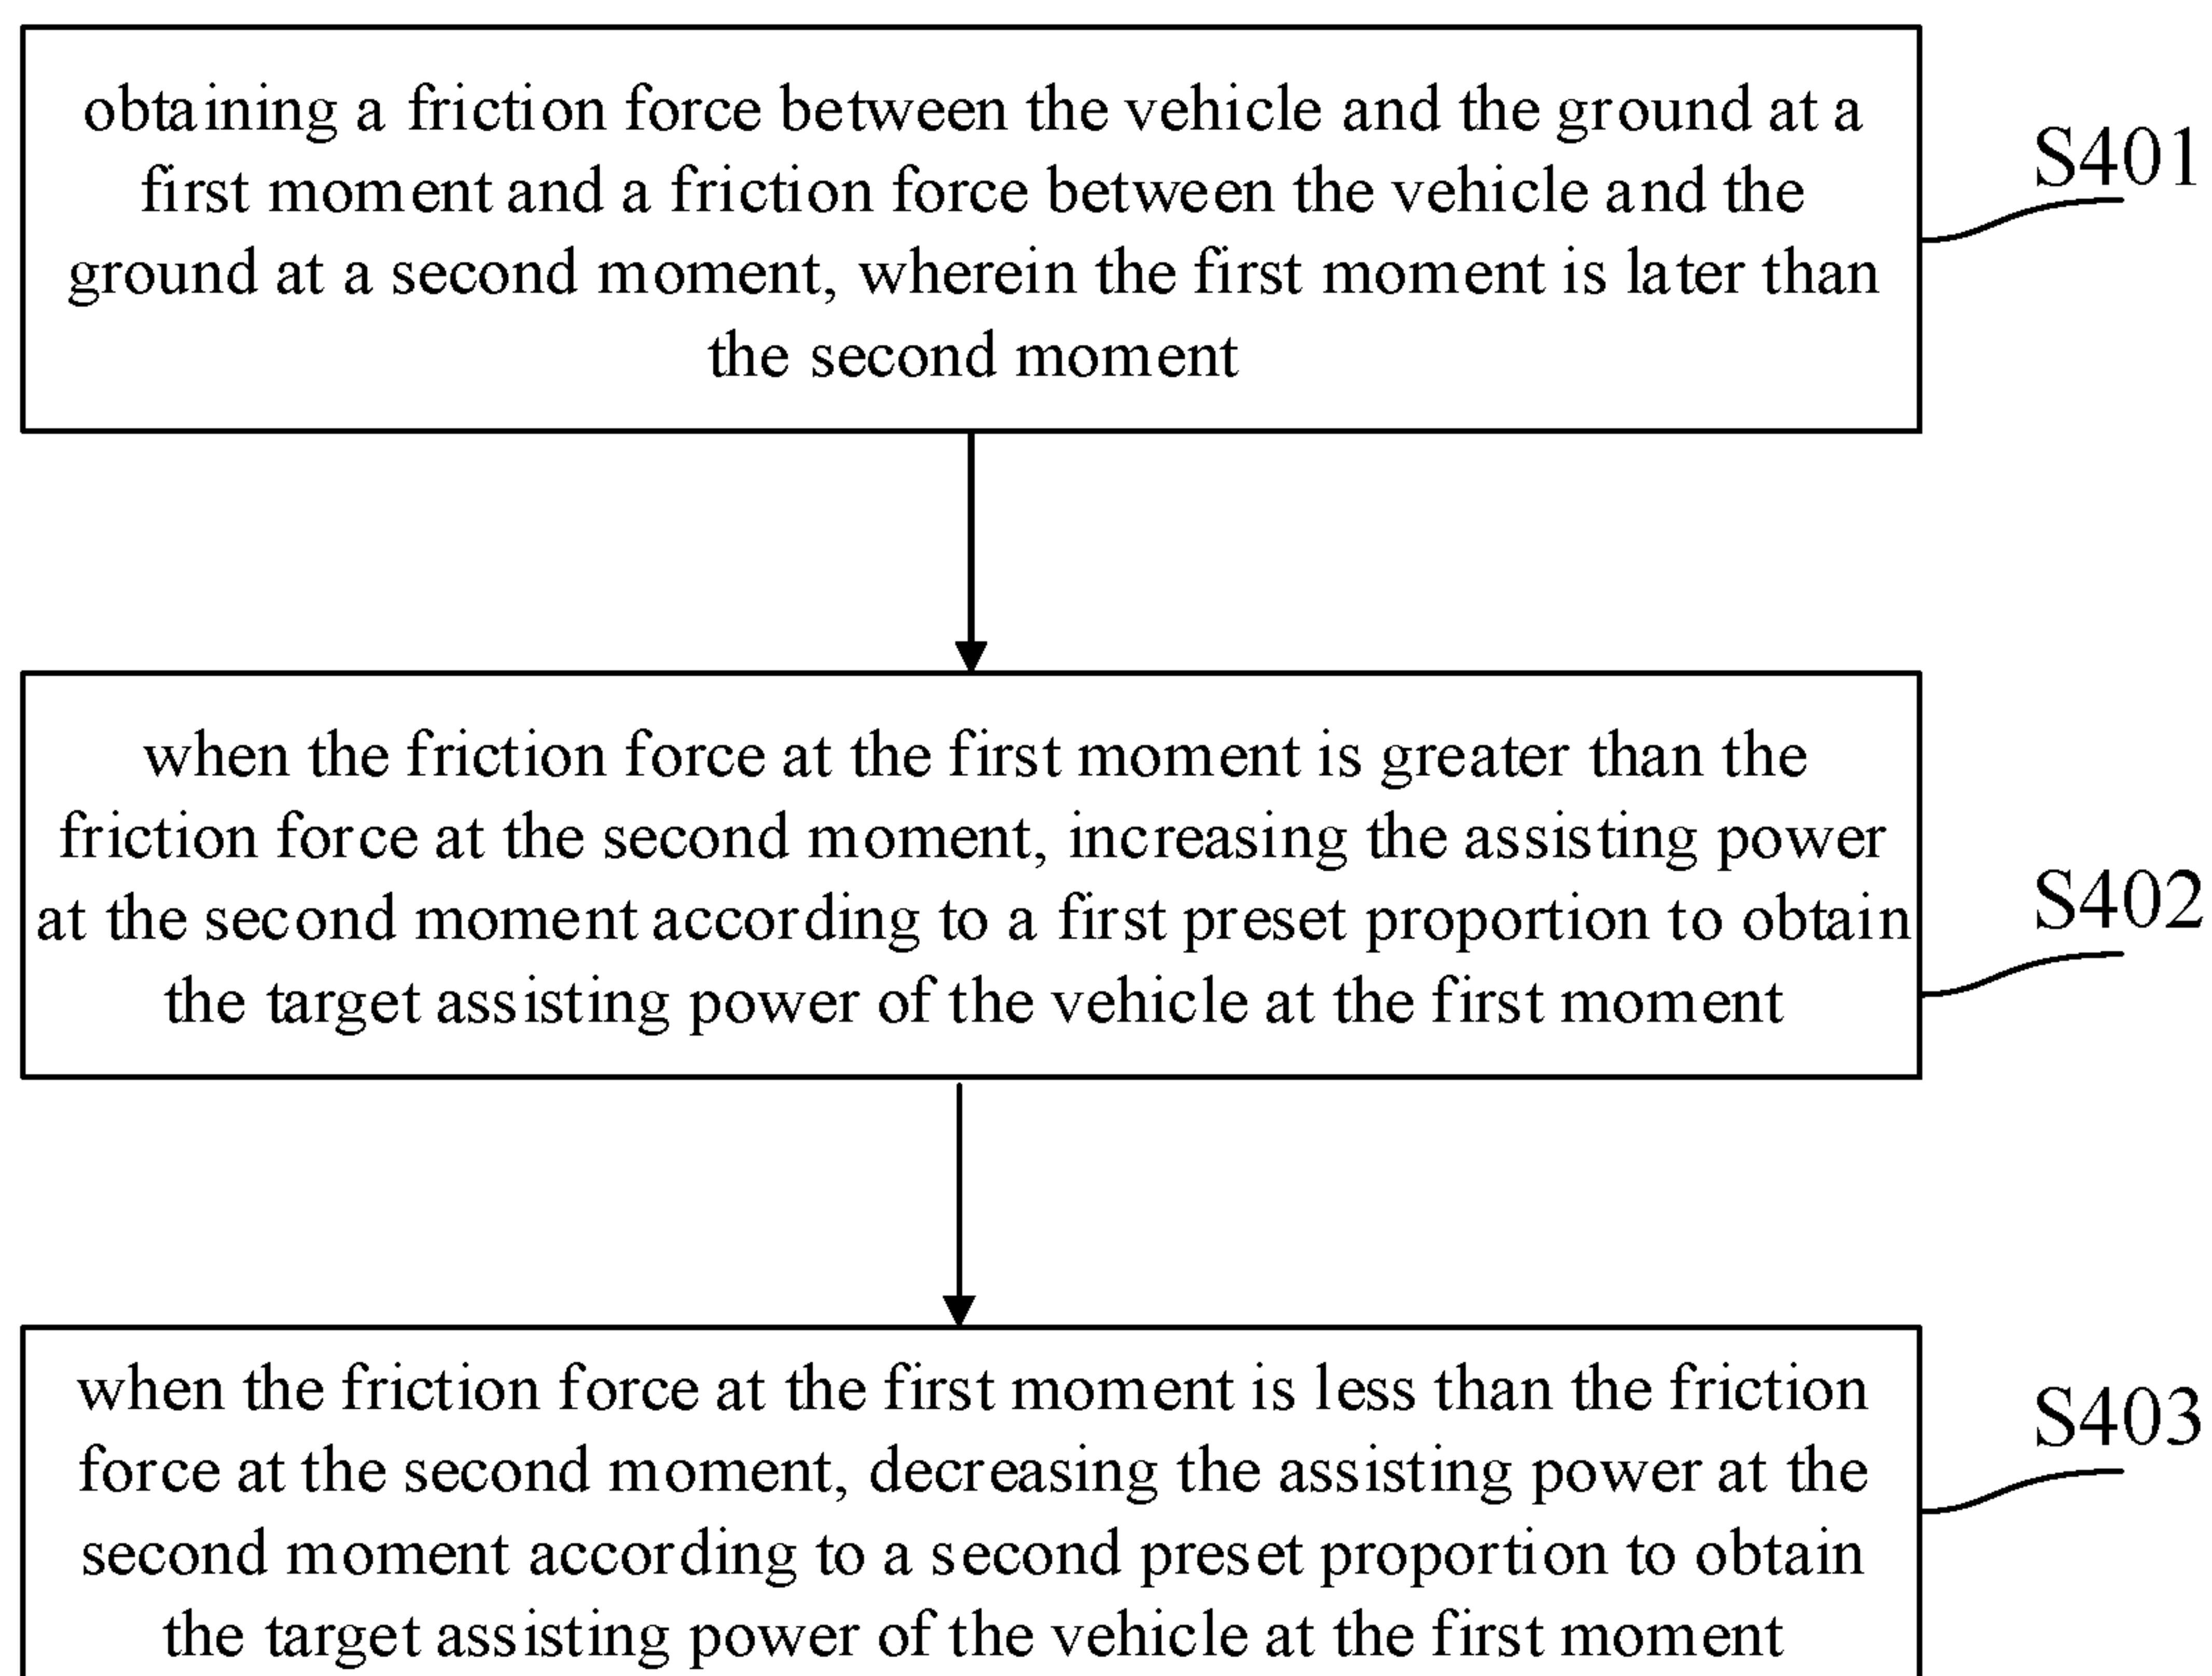 obtaining a friction force between the vehicle and the ground at a
first moment and a friction force between the vehicle and the
ground at a second moment, wherein the first moment is later than
the second moment
S401
when the friction force at the first moment is greater than the
friction force at the second moment, increasing the assisting power
at the second moment according to a first preset proportion to obtain
the target assisting power of the vehicle at the first moment
S402
when the friction force at the first moment is less than the friction
force at the second moment, decreasing the assisting power at the
second moment according to a second preset proportion to obtain
the target assisting power of the vehicle at the first moment
S403